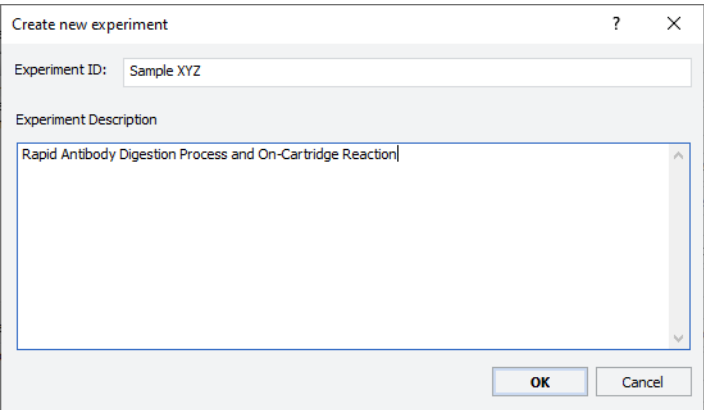 Create new experiment ?
Experiment ID: Sample XYZ
Experiment Description
Rapid Antibody Digestion Process and On-Cartridge Reaction
OK Cancel